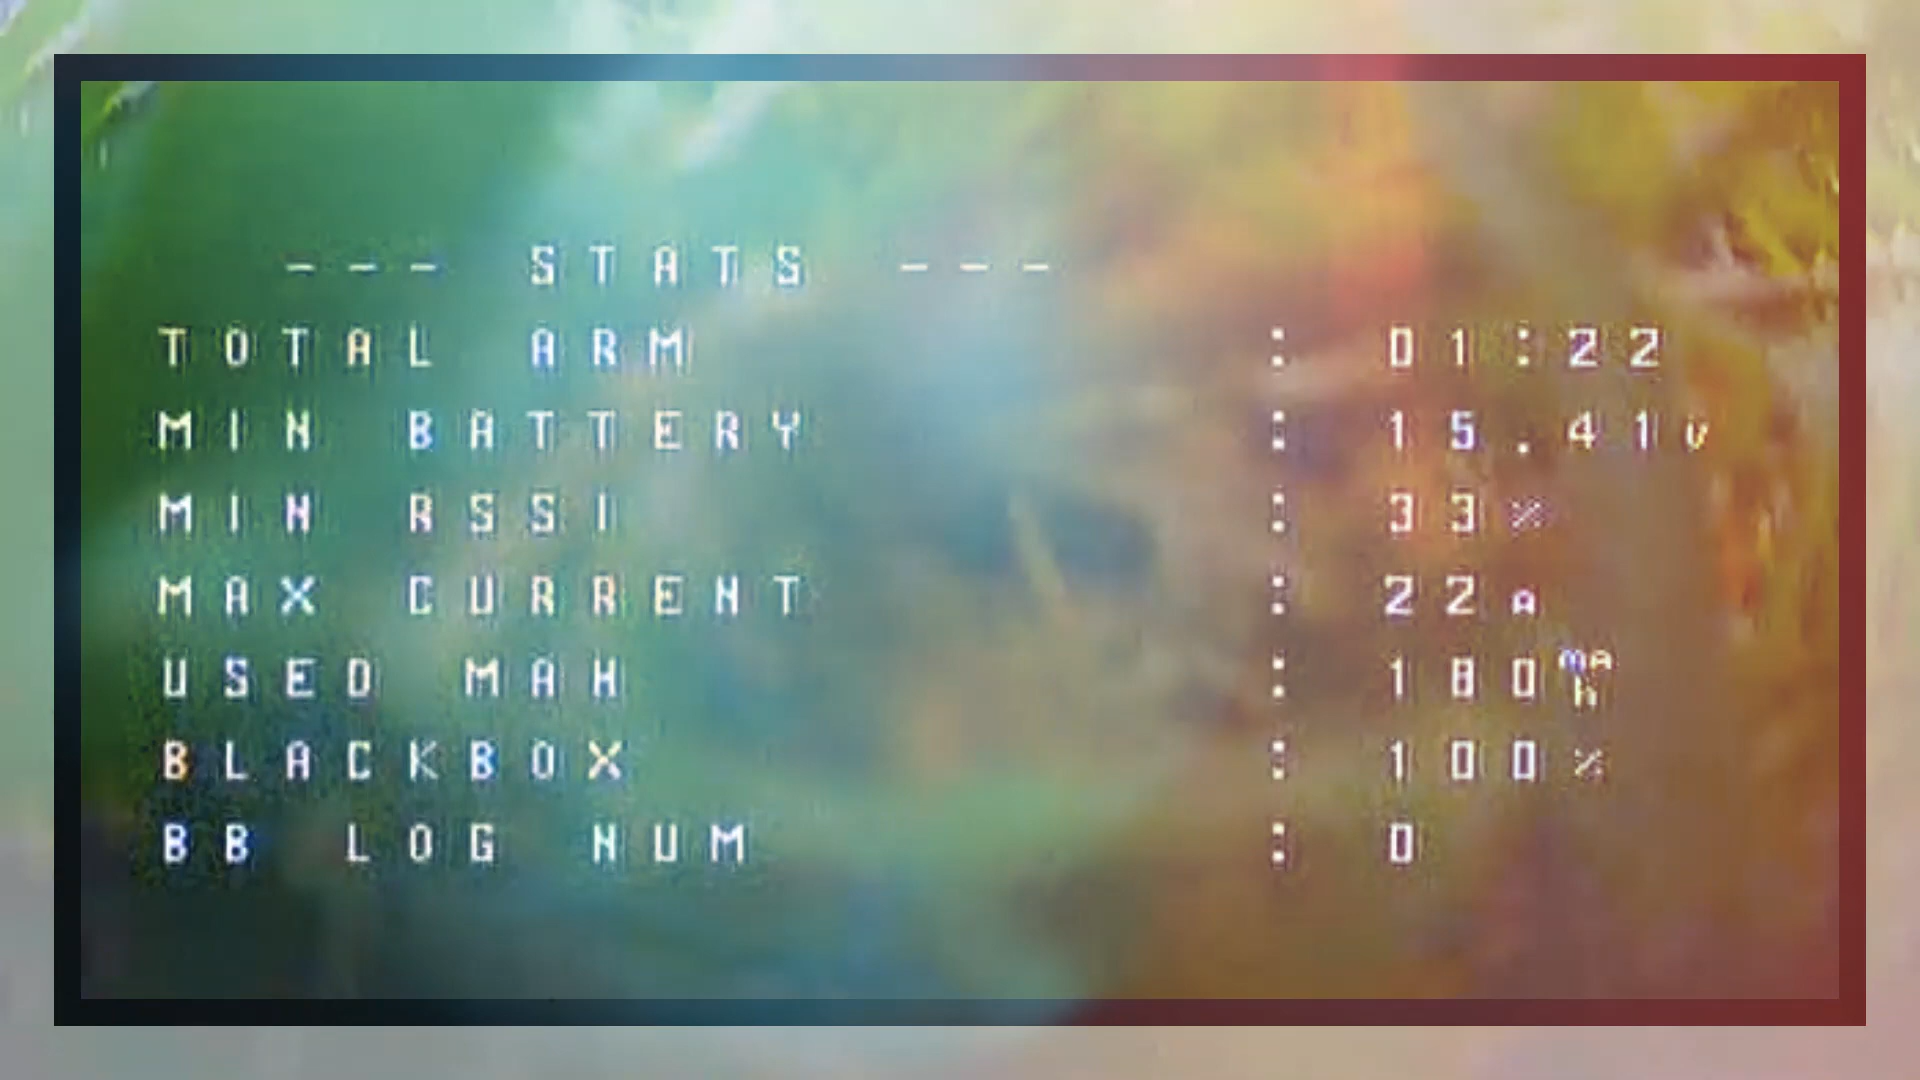 --- STATS ---
TOTAL ARM : 01:22
MIN BATTERY : 15.41V
MIN RSSI : 33%
MAX CURRENT : 22A
USED MAH : 180mAh
BLACKBOX : 100%
BB LOG NUM : 0